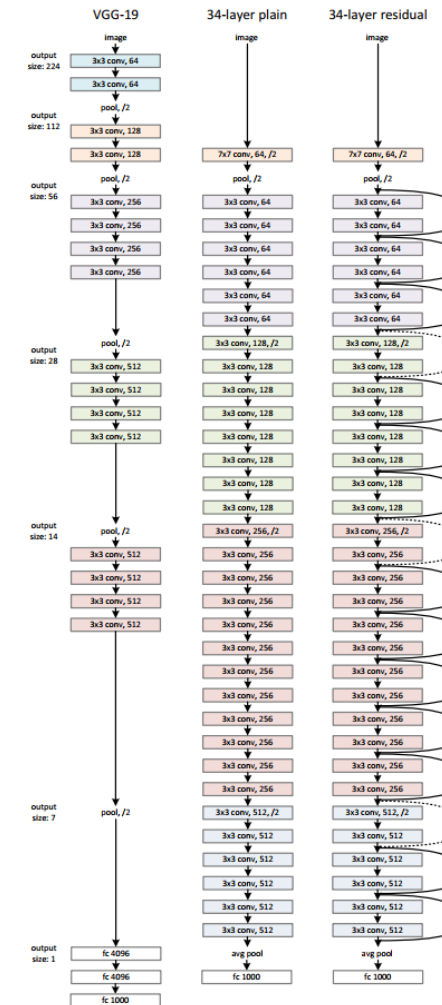 output
size: 224
output
size: 112
output
size: 56
output
size: 28
output
size: 14
output
size: 7
output
size: 1
VGG-19
image
3x3 conv, 64
3x3 conv, 64
pool, /2
3x3 conv, 128
3x3 conv, 128
pool, /2
3x3 conv, 256
3x3 conv, 256
3x3 conv, 256
3x3 conv, 256
pool, /2
3x3 conv, 512
3x3 conv, 512
3x3 conv, 512
3x3 conv, 512
pool, /2
3x3 conv, 512
3x3 conv, 512
3x3 conv, 512
3x3 conv, 512
pool, /2
fc 4096
fc 4096
fc 1000
34-layer plain
image
7x7 conv, 64, /2
pool, /2
3x3 conv, 64
3x3 conv, 64
3x3 conv, 64
3x3 conv, 64
3x3 conv, 64
3x3 conv, 64
3x3 conv, 128, /2
3x3 conv, 128
3x3 conv, 128
3x3 conv, 128
3x3 conv, 128
3x3 conv, 128
3x3 conv, 128
3x3 conv, 128
3x3 conv, 256, /2
3x3 conv, 256
3x3 conv, 256
3x3 conv, 256
3x3 conv, 256
3x3 conv, 256
3x3 conv, 256
3x3 conv, 256
3x3 conv, 256
3x3 conv, 256
3x3 conv, 256
3x3 conv, 256
3x3 conv, 512, /2
3x3 conv, 512
3x3 conv, 512
3x3 conv, 512
3x3 conv, 512
3x3 conv, 512
avg pool
fc 1000
34-layer residual
image
7x7 conv, 64, /2
pool, /2
3x3 conv, 64
3x3 conv, 64
3x3 conv, 64
3x3 conv, 64
3x3 conv, 64
3x3 conv, 64
3x3 conv, 128, /2
3x3 conv, 128
3x3 conv, 128
3x3 conv, 128
3x3 conv, 128
3x3 conv, 128
3x3 conv, 128
3x3 conv, 128
3x3 conv, 256, /2
3x3 conv, 256
3x3 conv, 256
3x3 conv, 256
3x3 conv, 256
3x3 conv, 256
3x3 conv, 256
3x3 conv, 256
3x3 conv, 256
3x3 conv, 256
3x3 conv, 256
3x3 conv, 256
3x3 conv, 512, /2
3x3 conv, 512
3x3 conv, 512
3x3 conv, 512
3x3 conv, 512
3x3 conv, 512
avg pool
fc 1000